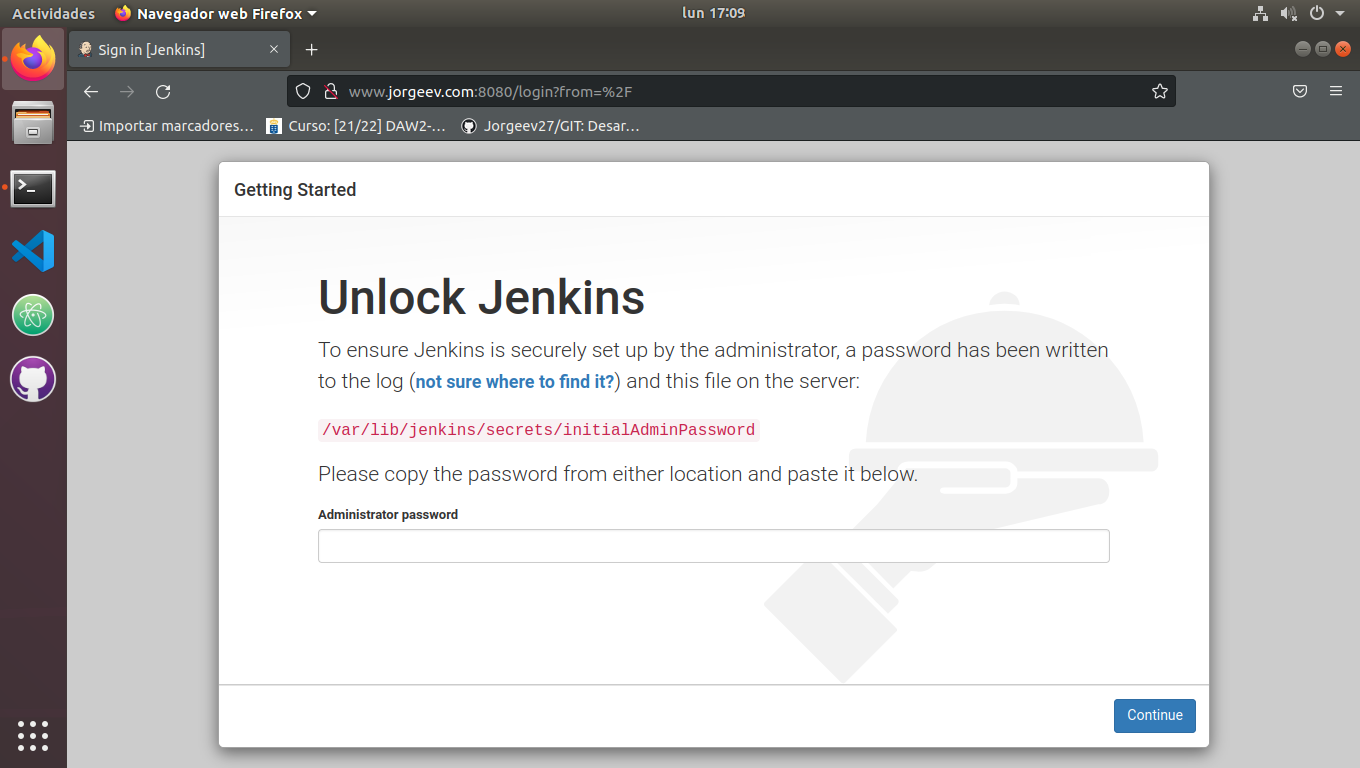 Actividades Navegador web Firefox lun 17:09
Sign in [Jenkins]
www.jorgeev.com:8080/login?from=%2F
Importar marcadores… Curso: [21/22] DAW2-… Jorgeev27/GIT: Desar…
Getting Started
Unlock Jenkins
To ensure Jenkins is securely set up by the administrator, a password has been written
to the log (not sure where to find it?) and this file on the server:
/var/lib/jenkins/secrets/initialAdminPassword
Please copy the password from either location and paste it below.
Administrator password
Continue